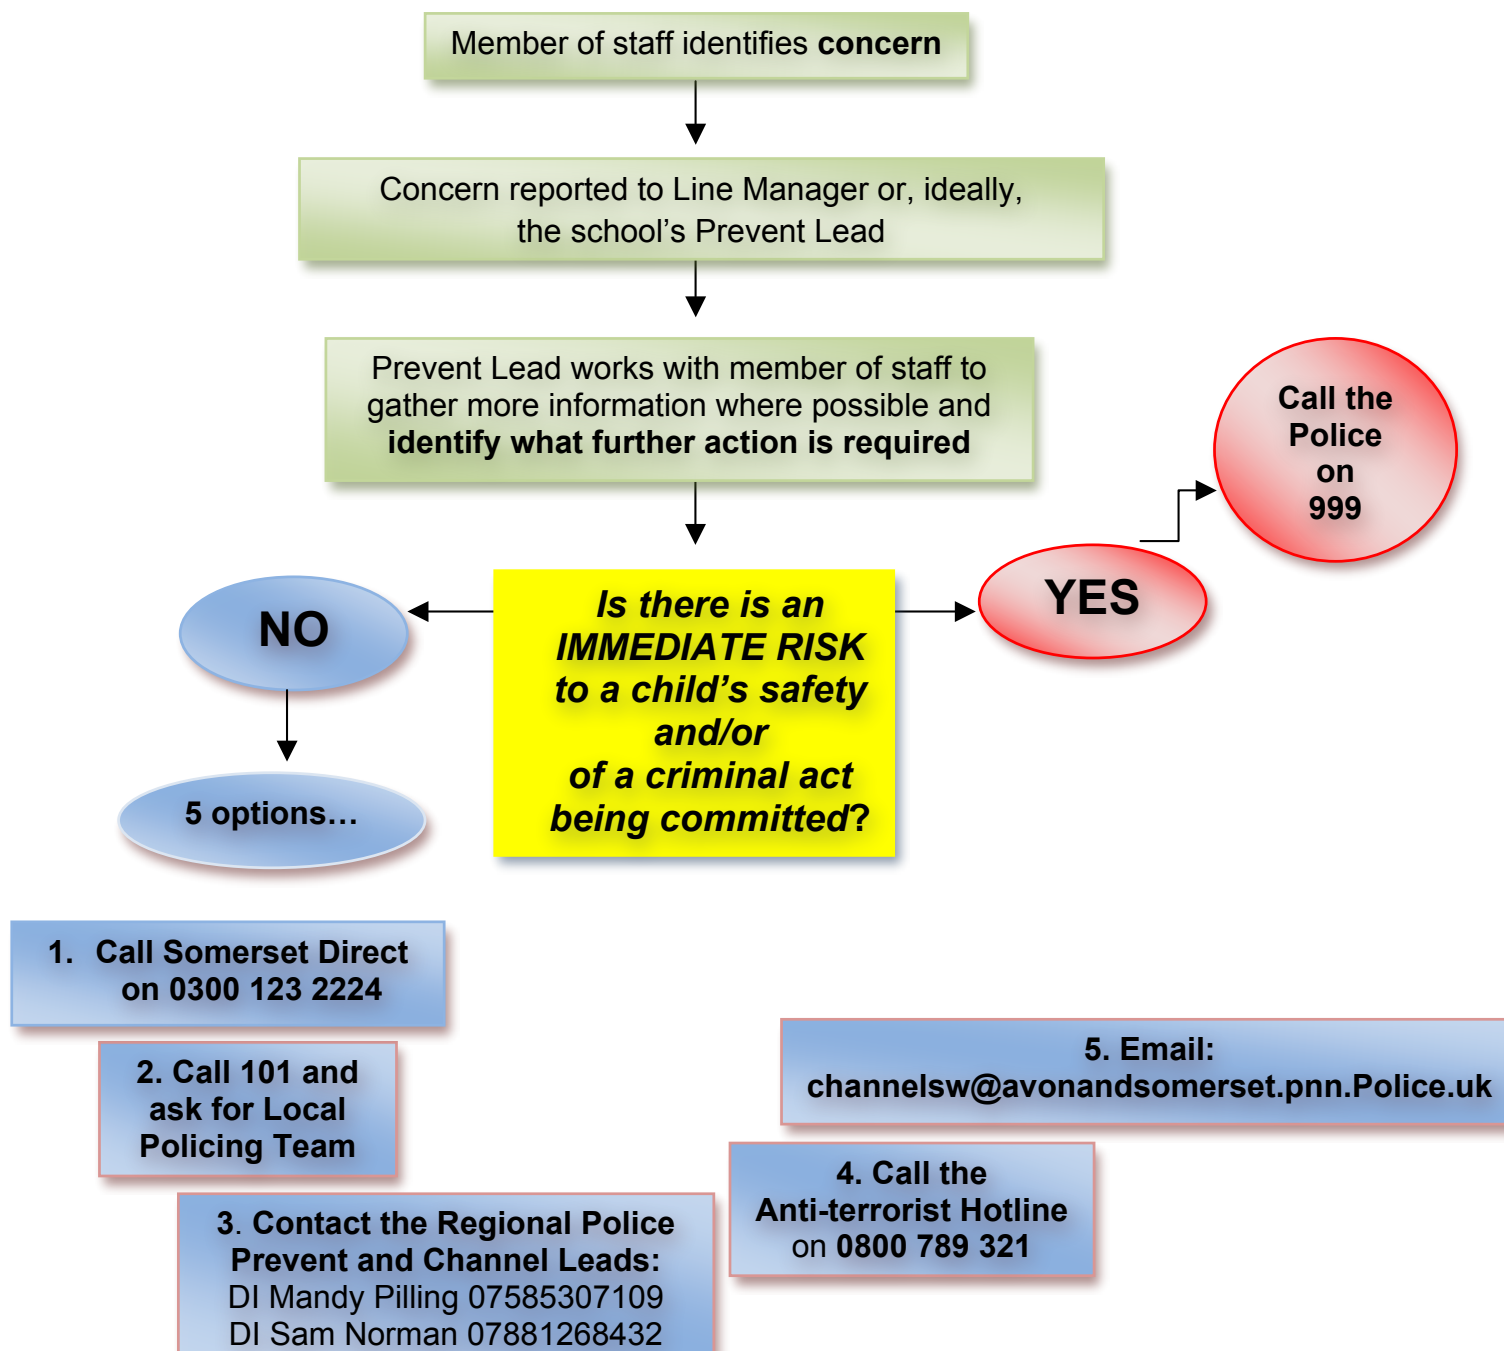 Member of staff identifies concern
Concern reported to Line Manager or, ideally,
the school’s Prevent Lead
Prevent Lead works with member of staff to
gather more information where possible and
identify what further action is required
Call the
Police
on
999
NO
Is there is an
IMMEDIATE RISK
to a child’s safety
and/or
of a criminal act
being committed?
YES
5 options…
1. Call Somerset Direct
on 0300 123 2224
2. Call 101 and
ask for Local
Policing Team
3. Contact the Regional Police
Prevent and Channel Leads:
DI Mandy Pilling 07585307109
DI Sam Norman 07881268432
4. Call the
Anti-terrorist Hotline
on 0800 789 321
5. Email:
channelsw@avonandsomerset.pnn.Police.uk